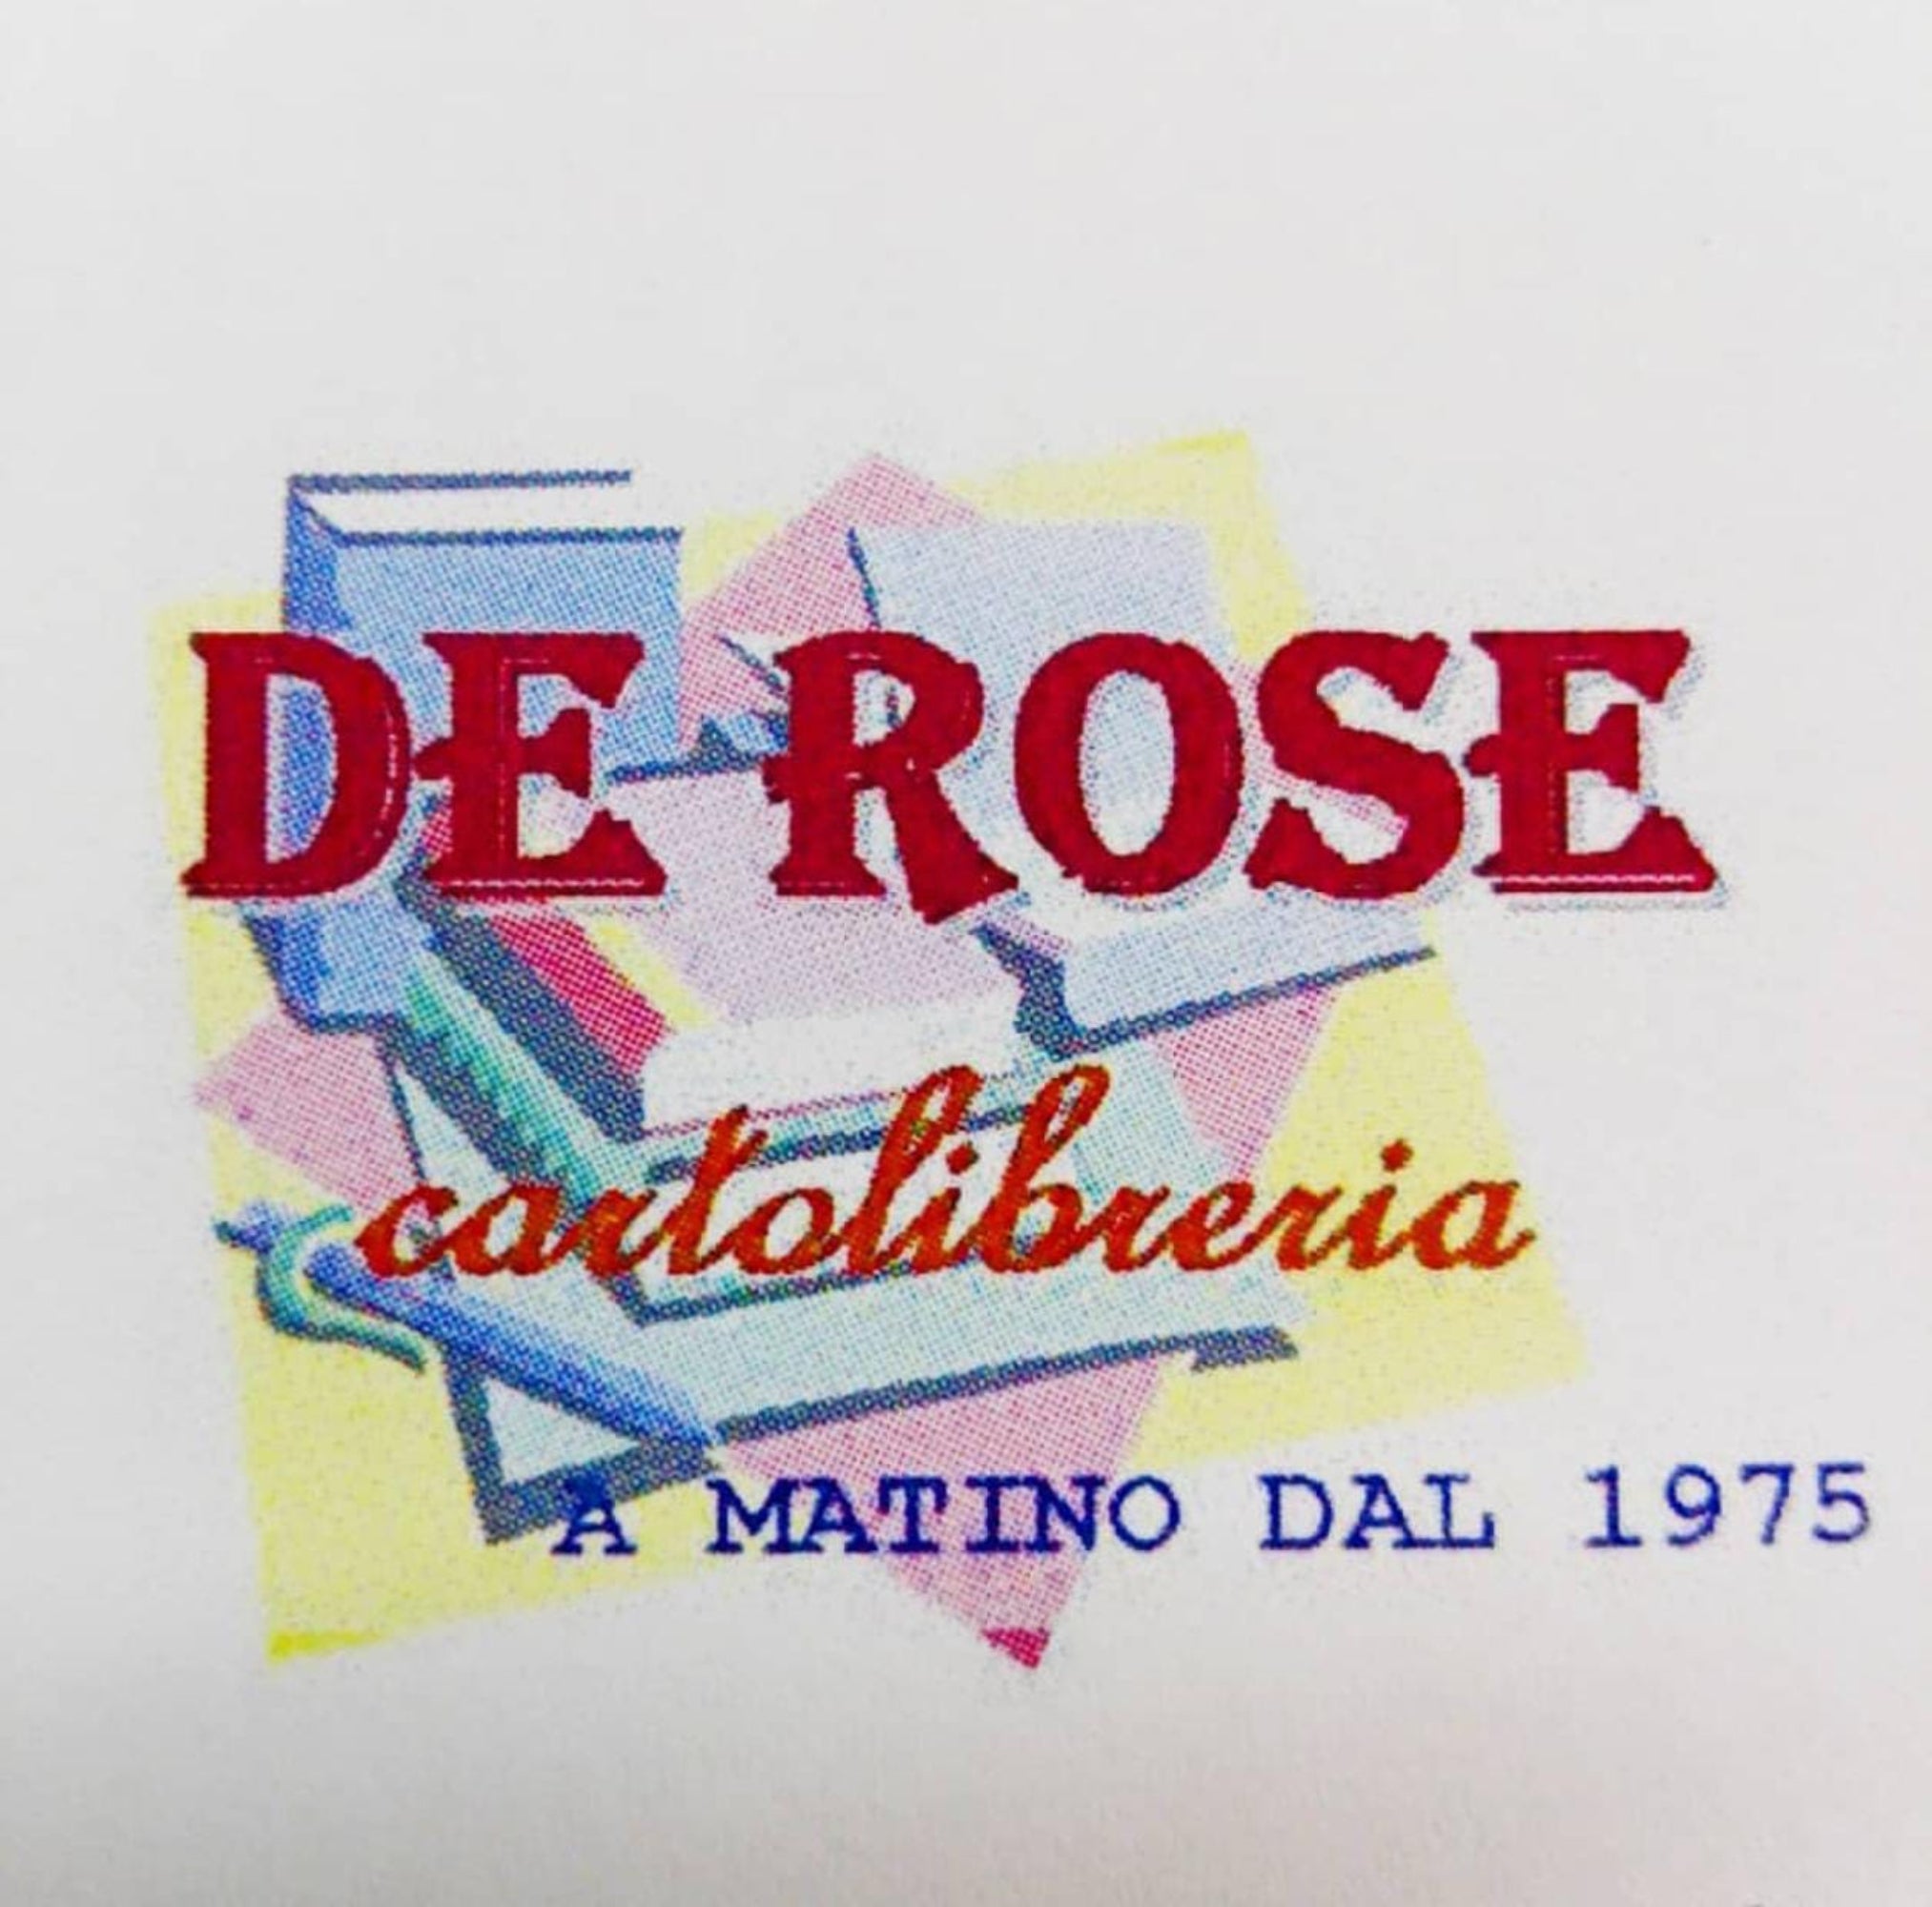 DE ROSE
cartolibreria
A MATINO DAL 1975